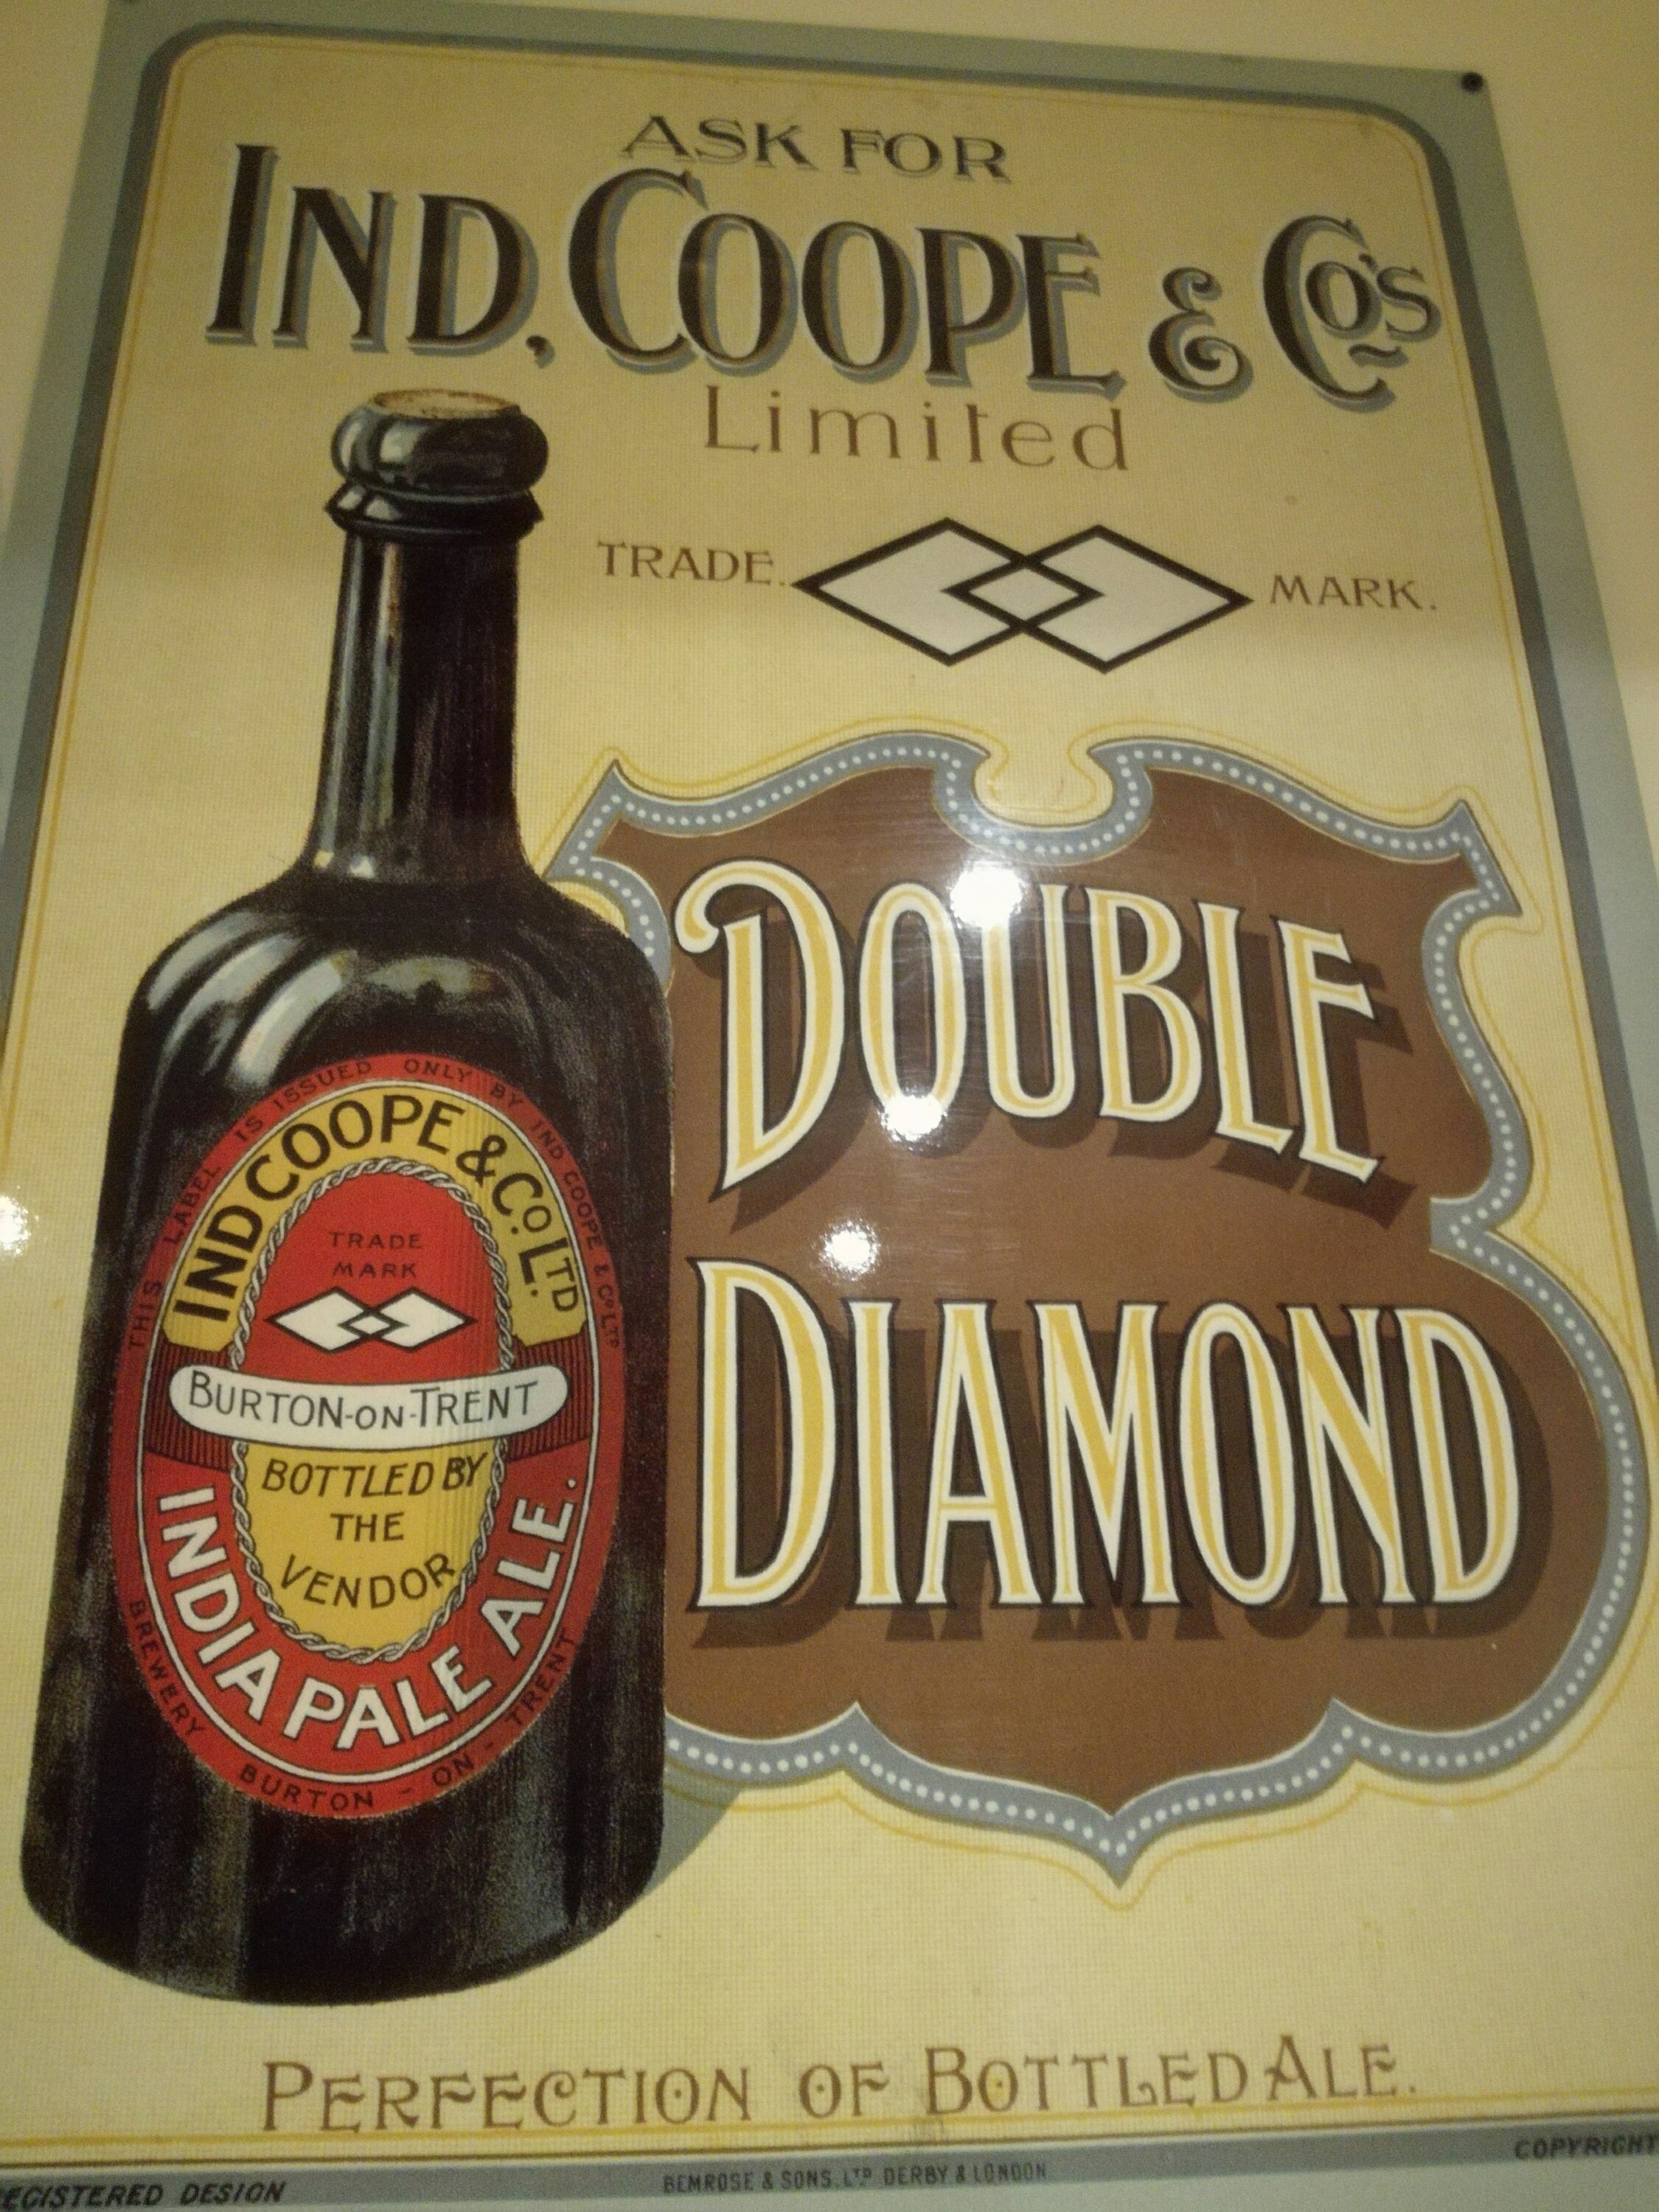 ASK FOR
IND, COOPE & Co's
Limited
TRADE. MARK.
DOUBLE
DIAMOND
THIS LABEL IS ISSUED ONLY BY IND COOPE & Co LTD
IND COOPE & Co. LTD.
TRADE
MARK
BURTON-ON-TRENT
BOTTLED BY
THE
VENDOR
INDIA PALE ALE.
BREWERY BURTON - ON - TRENT
PERFECTION OF BOTTLED ALE.
REGISTERED DESIGN BEMROSE & SONS. LTD DERBY & LONDON COPYRIGHT